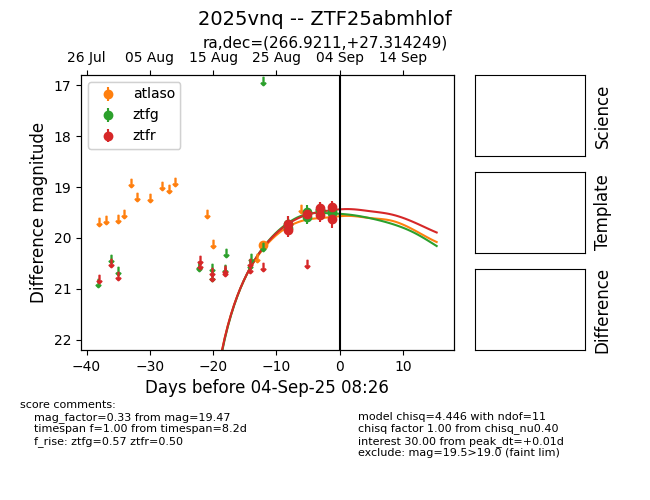 2025vnq -- ZTF25abmhlof
ra,dec=(266.9211,+27.314249)
26 Jul 05 Aug 15 Aug 25 Aug 04 Sep 14 Sep
17
18
19
20
21
22
Difference magnitude
atlaso
ztfg
ztfr
−40 −30 −20 −10 0 10
Days before 04-Sep-25 08:26
Science
Template
Difference
score comments:
mag_factor=0.33 from mag=19.47
timespan f=1.00 from timespan=8.2d
f_rise: ztfg=0.57 ztfr=0.50
model chisq=4.446 with ndof=11
chisq factor 1.00 from chisq_nu0.40
interest 30.00 from peak_dt=+0.01d
exclude: mag=19.5>19.0 (faint lim)